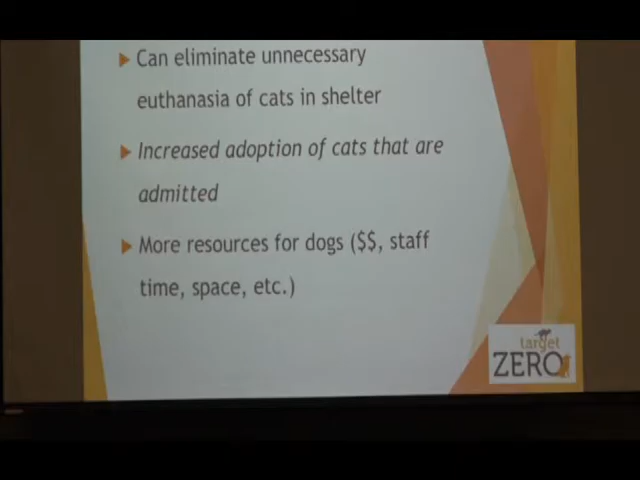 Can eliminate unnecessary
euthanasia of cats in shelter
Increased adoption of cats that are
admitted
More resources for dogs ($$, staff
time, space, etc.)
target
ZERO